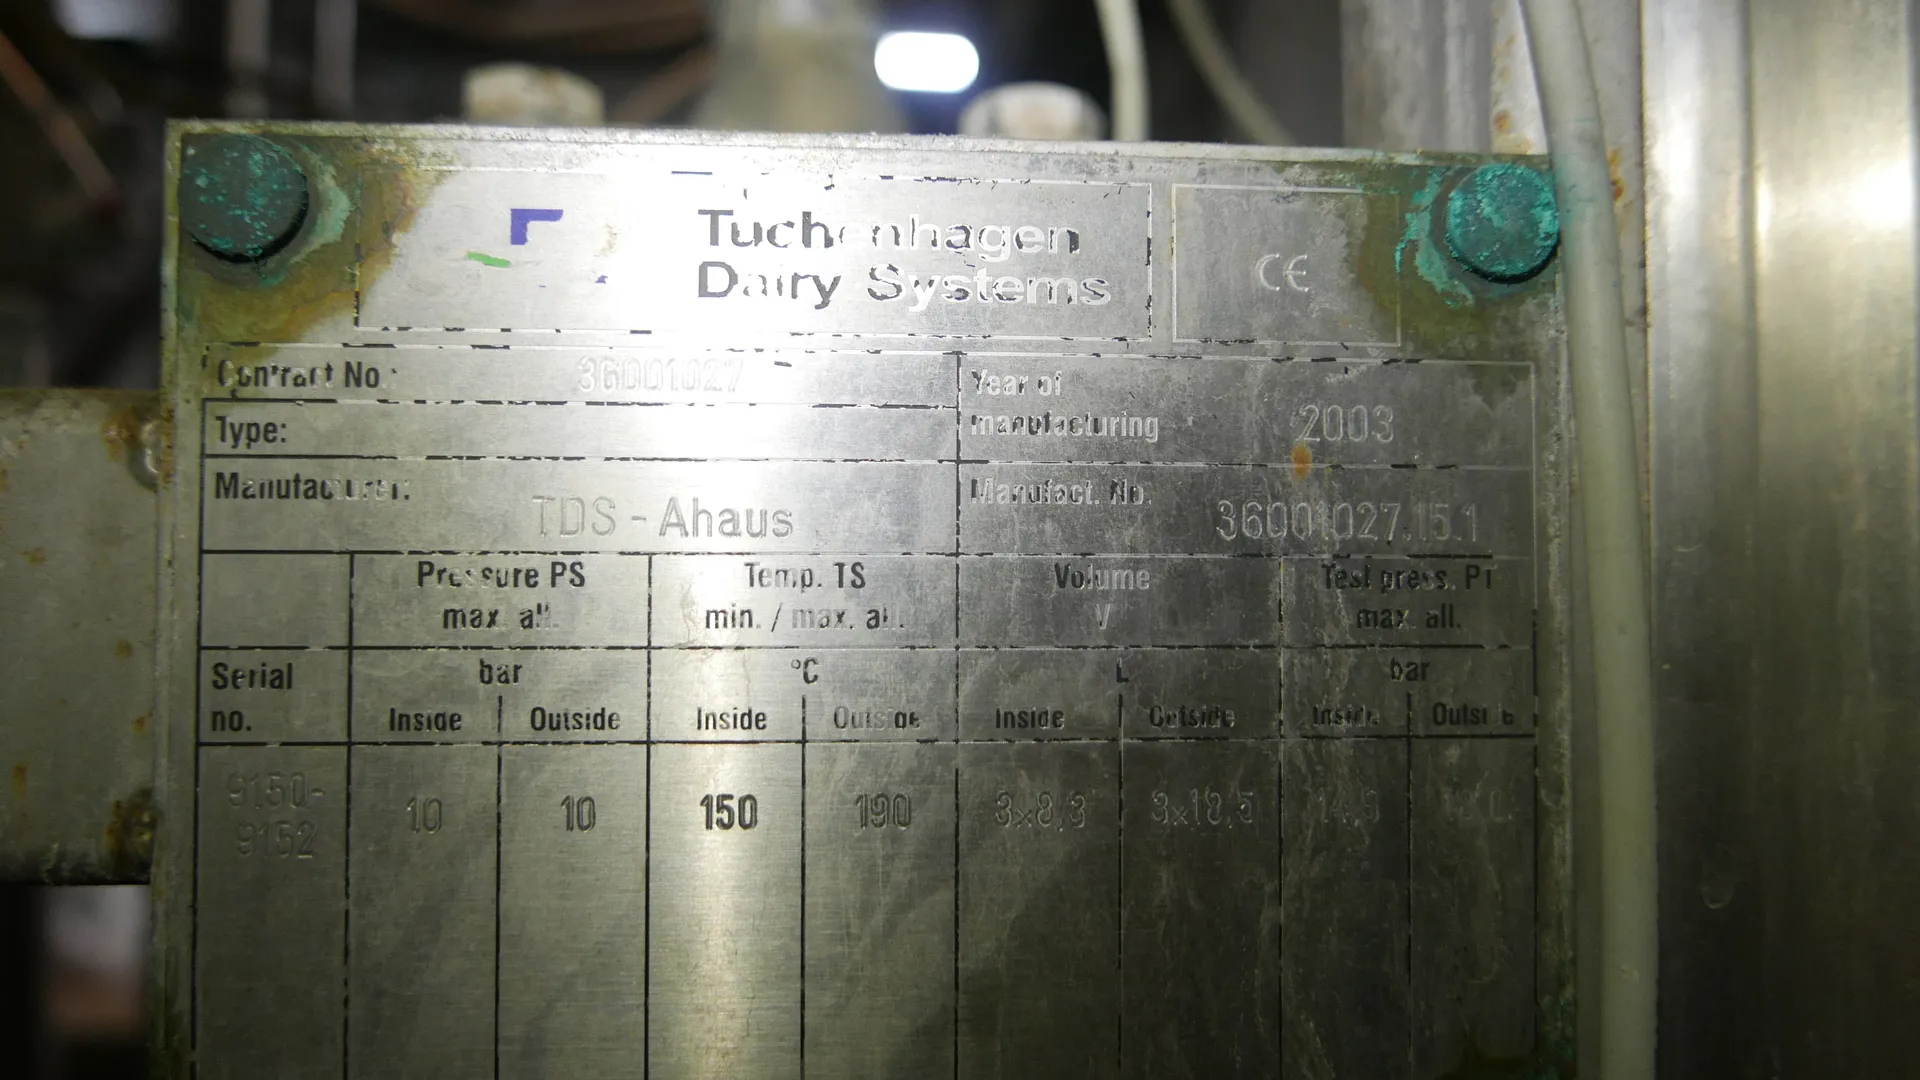 Tuchenhagen
Dairy Systems
CE
Contract No.: 36001027
Year of manufacturing 2003
Type:
Manufacturer: TDS - Ahaus
Manufact. No. 36001027.15.1
Pressure PS max. all.
Temp. TS min. / max. all.
Volume V
Test press. PT max. all.
Serial no.
bar °C L bar
Inside Outside Inside Outside Inside Outside Inside Outside
9150-
9152
10 10 150 190 3x8,3 3x18,5 14,3